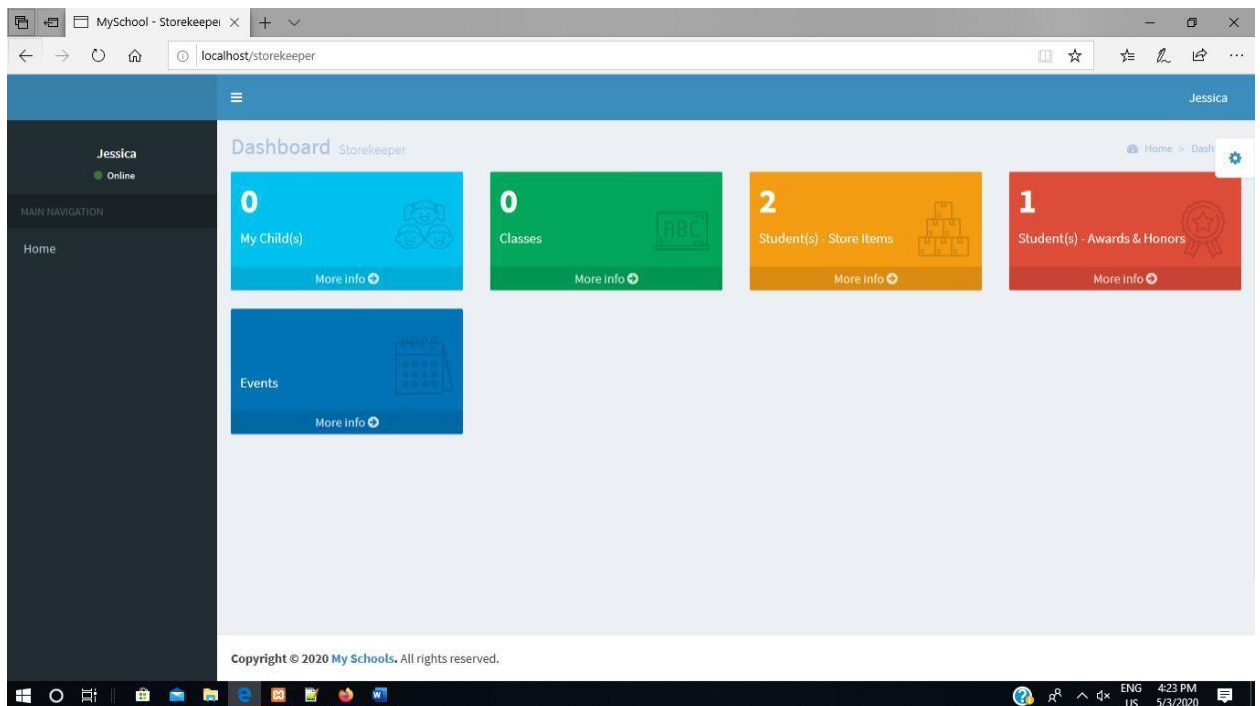 MySchool - Storekeeper
localhost/storekeeper
Jessica
Jessica
Online
MAIN NAVIGATION
Home
Dashboard Storekeeper
Home > Dash
0
My Child(s)
More info
0
Classes
ABC
More info
2
Student(s) - Store Items
More info
1
Student(s) - Awards & Honors
More info
Events
More info
Copyright © 2020 My Schools. All rights reserved.
ENG
US
4:23 PM
5/3/2020